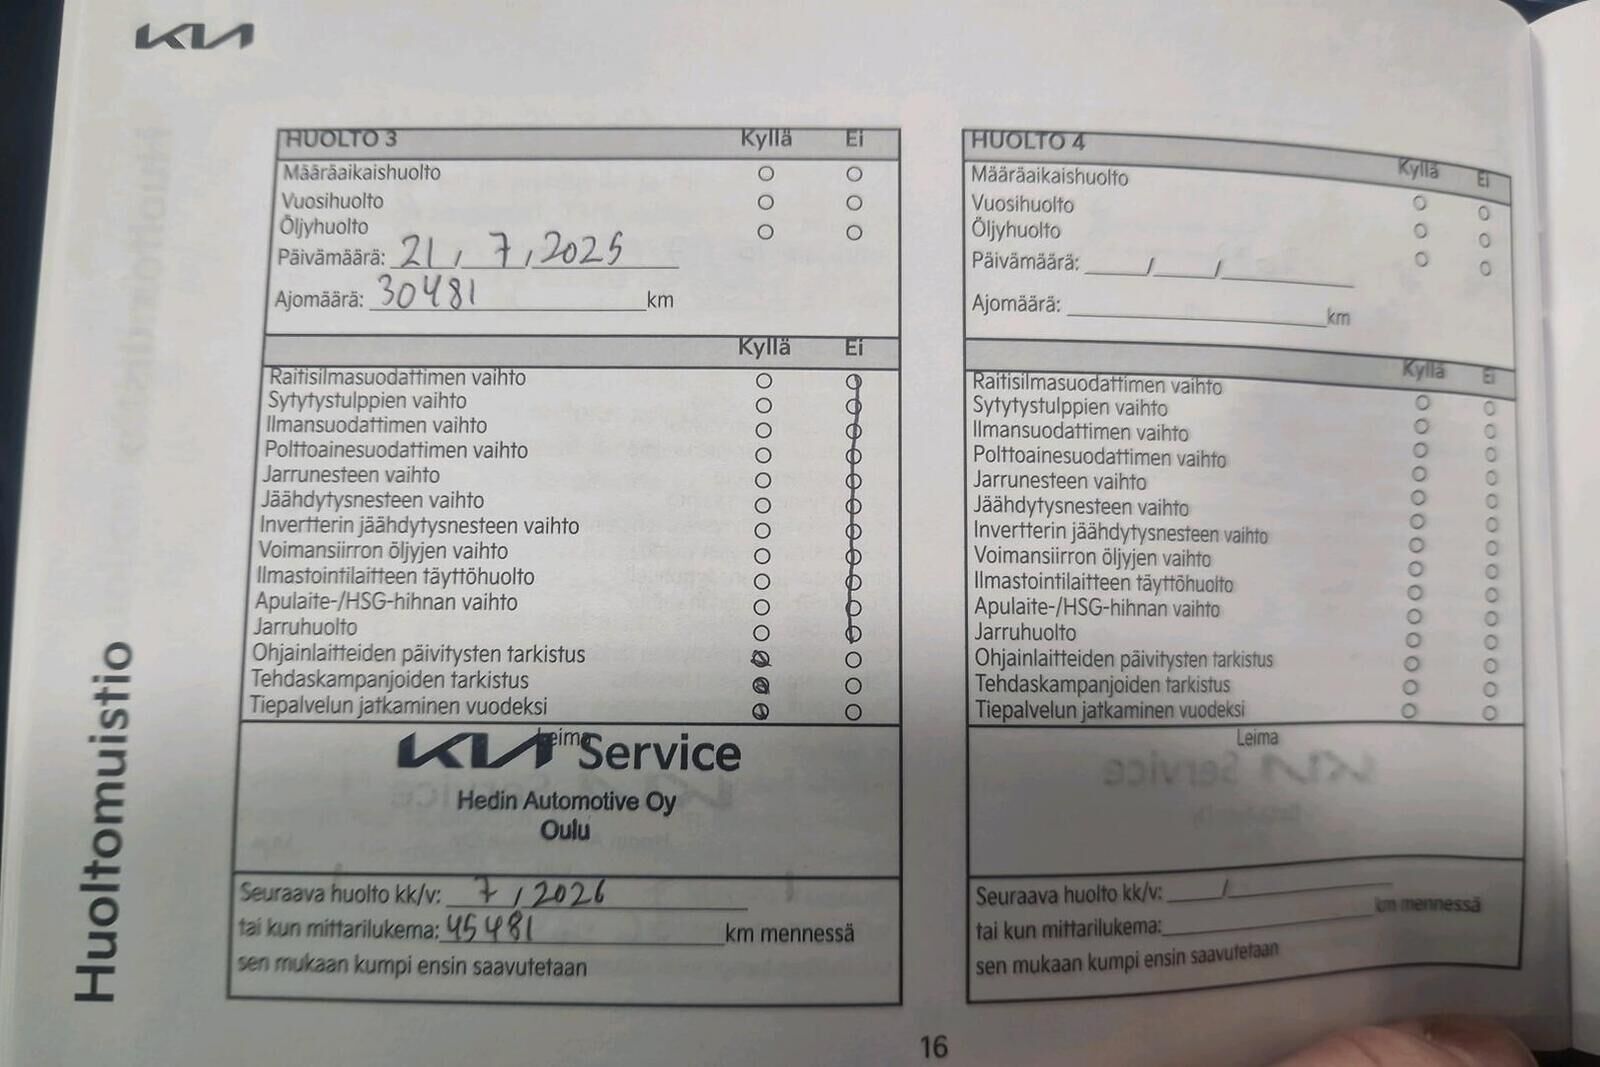 KIA
Huoltomuistio
HUOLTO 3 Kyllä Ei
Määräaikaishuolto
Vuosihuolto
Öljyhuolto
Päivämäärä: 21 / 7 / 2025
Ajomäärä: 30481 km
Kyllä Ei
Raitisilmasuodattimen vaihto
Sytytystulppien vaihto
Ilmansuodattimen vaihto
Polttoainesuodattimen vaihto
Jarrunesteen vaihto
Jäähdytysnesteen vaihto
Invertterin jäähdytysnesteen vaihto
Voimansiirron öljyjen vaihto
Ilmastointilaitteen täyttöhuolto
Apulaite-/HSG-hihnan vaihto
Jarruhuolto
Ohjainlaitteiden päivitysten tarkistus
Tehdaskampanjoiden tarkistus
Tiepalvelun jatkaminen vuodeksi
Leima
KIA Service
Hedin Automotive Oy
Oulu
Seuraava huolto kk/v: 7 / 2026
tai kun mittarilukema: 45481 km mennessä
sen mukaan kumpi ensin saavutetaan
HUOLTO 4 Kyllä Ei
Määräaikaishuolto
Vuosihuolto
Öljyhuolto
Päivämäärä: / /
Ajomäärä: km
Kyllä Ei
Raitisilmasuodattimen vaihto
Sytytystulppien vaihto
Ilmansuodattimen vaihto
Polttoainesuodattimen vaihto
Jarrunesteen vaihto
Jäähdytysnesteen vaihto
Invertterin jäähdytysnesteen vaihto
Voimansiirron öljyjen vaihto
Ilmastointilaitteen täyttöhuolto
Apulaite-/HSG-hihnan vaihto
Jarruhuolto
Ohjainlaitteiden päivitysten tarkistus
Tehdaskampanjoiden tarkistus
Tiepalvelun jatkaminen vuodeksi
Leima
Seuraava huolto kk/v: /
tai kun mittarilukema: km mennessä
sen mukaan kumpi ensin saavutetaan
16